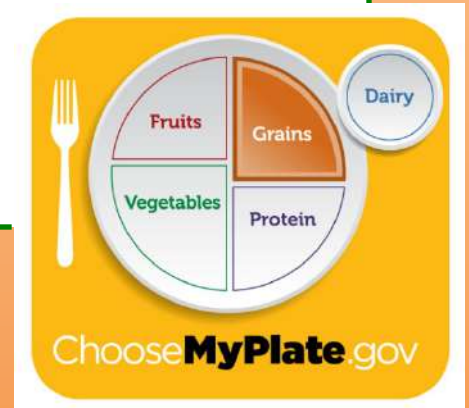 Dairy
Fruits
Grains
Vegetables
Protein
ChooseMyPlate.gov